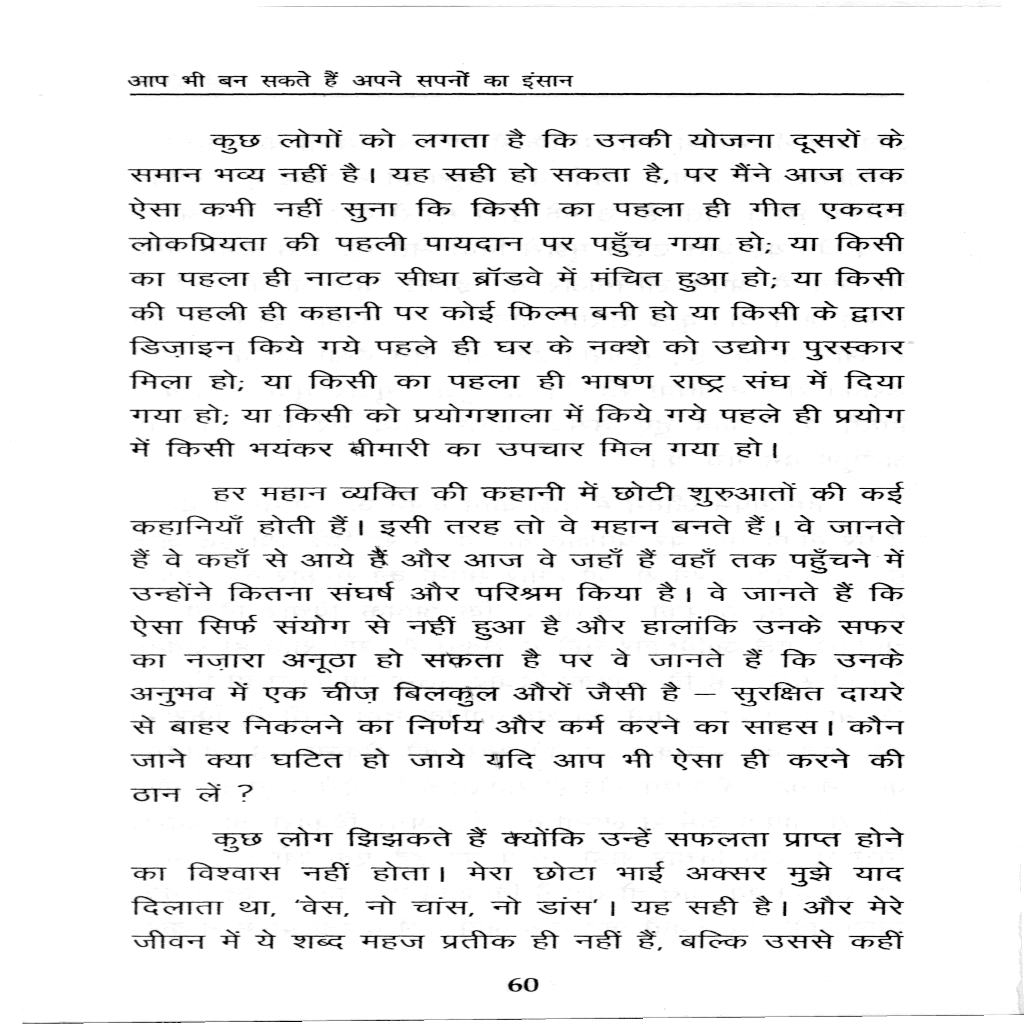 आप भी बन सकते हैं अपने सपनों का इंसान
कुछ लोगों को लगता है कि उनकी योजना दूसरों के
समान भव्य नहीं है। यह सही हो सकता है, पर मैंने आज तक
ऐसा कभी नहीं सुना कि किसी का पहला ही गीत एकदम
लोकप्रियता की पहली पायदान पर पहुँच गया हो; या किसी
का पहला ही नाटक सीधा ब्रॉडवे में मंचित हुआ हो; या किसी
की पहली ही कहानी पर कोई फिल्म बनी हो या किसी के द्वारा
डिज़ाइन किये गये पहले ही घर के नक्शे को उद्योग पुरस्कार
मिला हो; या किसी का पहला ही भाषण राष्ट्र संघ में दिया
गया हो; या किसी को प्रयोगशाला में किये गये पहले ही प्रयोग
में किसी भयंकर बीमारी का उपचार मिल गया हो।
हर महान व्यक्ति की कहानी में छोटी शुरुआतों की कई
कहानियाँ होती हैं। इसी तरह तो वे महान बनते हैं। वे जानते
हैं वे कहाँ से आये हैं और आज वे जहाँ हैं वहाँ तक पहुँचने में
उन्होंने कितना संघर्ष और परिश्रम किया है। वे जानते हैं कि
ऐसा सिर्फ संयोग से नहीं हुआ है और हालांकि उनके सफर
का नज़ारा अनूठा हो सकता है पर वे जानते हैं कि उनके
अनुभव में एक चीज़ बिलकुल औरों जैसी है – सुरक्षित दायरे
से बाहर निकलने का निर्णय और कर्म करने का साहस। कौन
जाने क्या घटित हो जाये यदि आप भी ऐसा ही करने की
ठान लें ?
कुछ लोग झिझकते हैं क्योंकि उन्हें सफलता प्राप्त होने
का विश्वास नहीं होता। मेरा छोटा भाई अक्सर मुझे याद
दिलाता था, 'वेस, नो चांस, नो डांस'। यह सही है। और मेरे
जीवन में ये शब्द महज प्रतीक ही नहीं हैं, बल्कि उससे कहीं
60